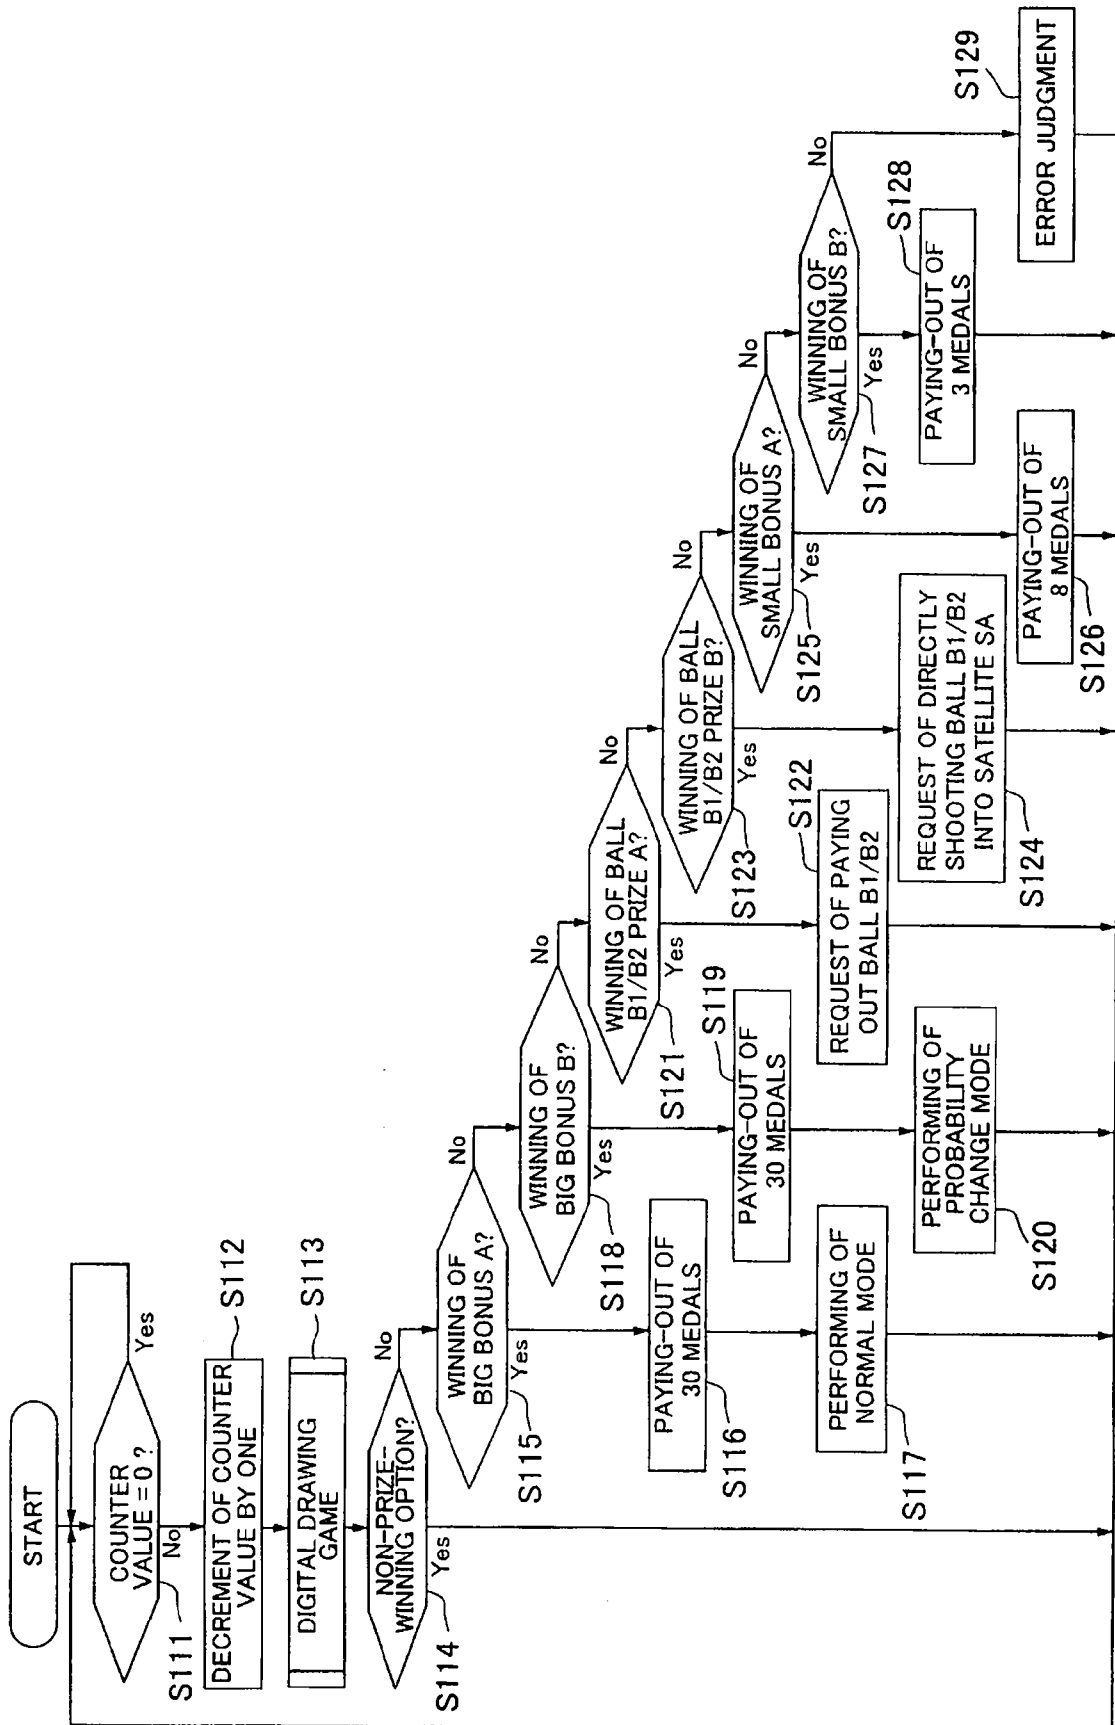 START
COUNTER
VALUE = 0 ?
S111
Yes
No
DECREMENT OF COUNTER
VALUE BY ONE
S112
DIGITAL DRAWING
GAME
S113
NON-PRIZE-
WINNING OPTION?
S114
Yes
No
WINNING OF
BIG BONUS A?
S115
Yes
No
PAYING-OUT OF
30 MEDALS
S116
PERFORMING OF
NORMAL MODE
S117
WINNING OF
BIG BONUS B?
S118
Yes
No
PAYING-OUT OF
30 MEDALS
S119
PERFORMING OF
PROBABILITY
CHANGE MODE
S120
WINNING OF BALL
B1/B2 PRIZE A?
S121
Yes
No
REQUEST OF PAYING
OUT BALL B1/B2
S122
WINNING OF BALL
B1/B2 PRIZE B?
S123
Yes
No
REQUEST OF DIRECTLY
SHOOTING BALL B1/B2
INTO SATELLITE SA
S124
WINNING OF
SMALL BONUS A?
S125
Yes
No
PAYING-OUT OF
8 MEDALS
S126
WINNING OF
SMALL BONUS B?
S127
Yes
No
PAYING-OUT OF
3 MEDALS
S128
ERROR JUDGMENT
S129